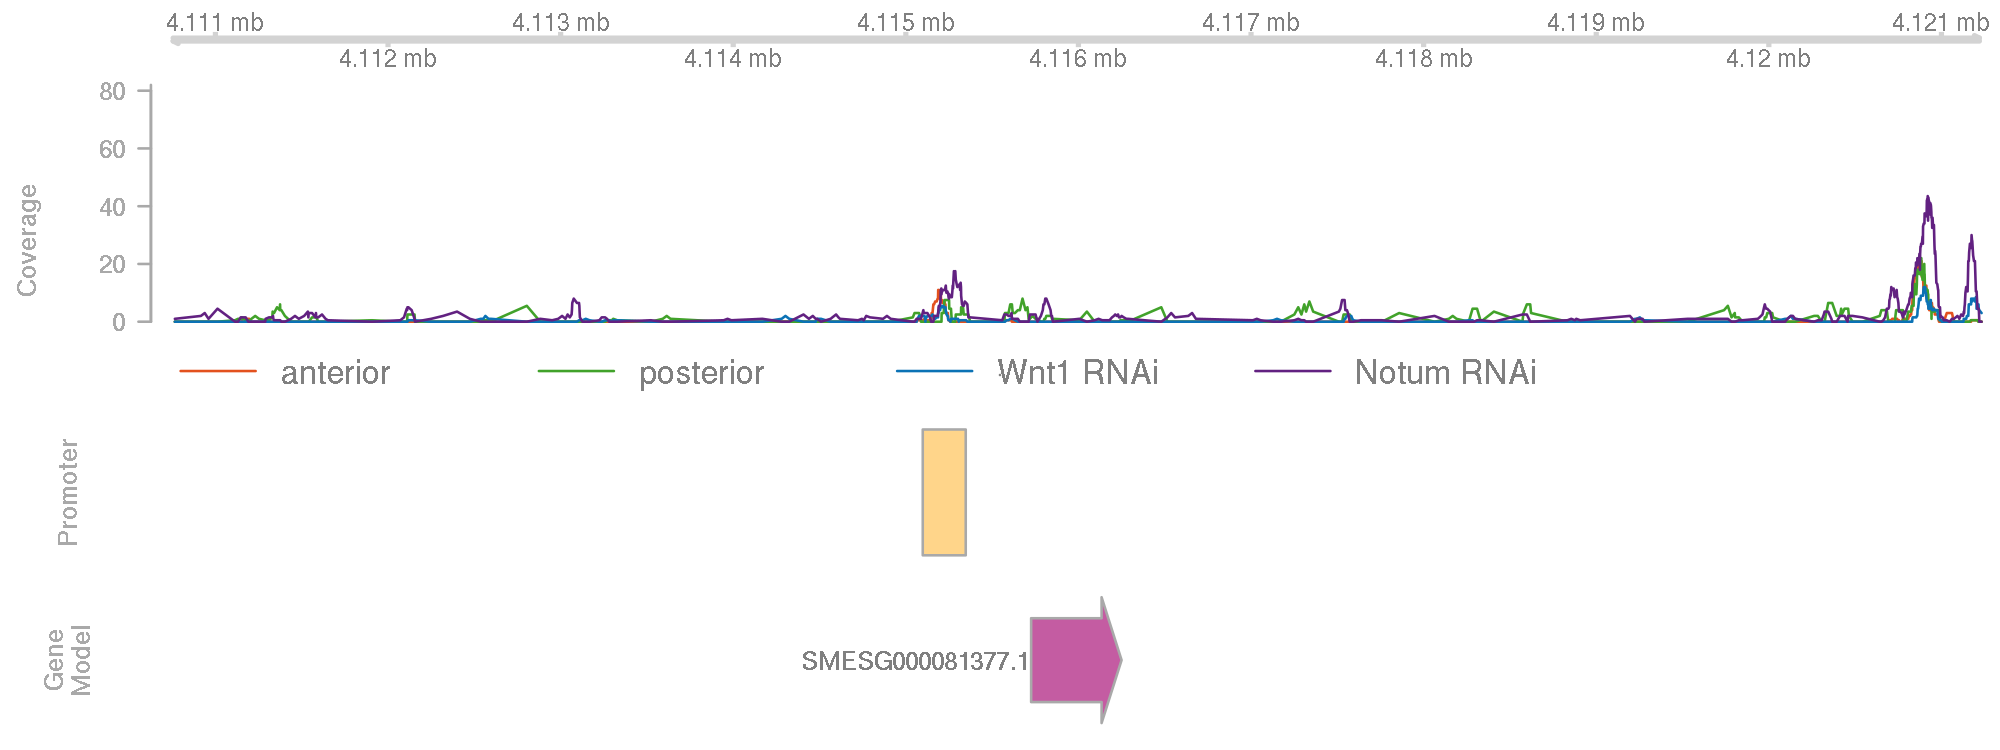 4.111 mb 4.113 mb 4.115 mb 4.117 mb 4.119 mb 4.121 mb
4.112 mb 4.114 mb 4.116 mb 4.118 mb 4.12 mb
80
60
40
20
0
Coverage
anterior posterior Wnt1 RNAi Notum RNAi
Promoter
Gene
Model
SMESG000081377.1